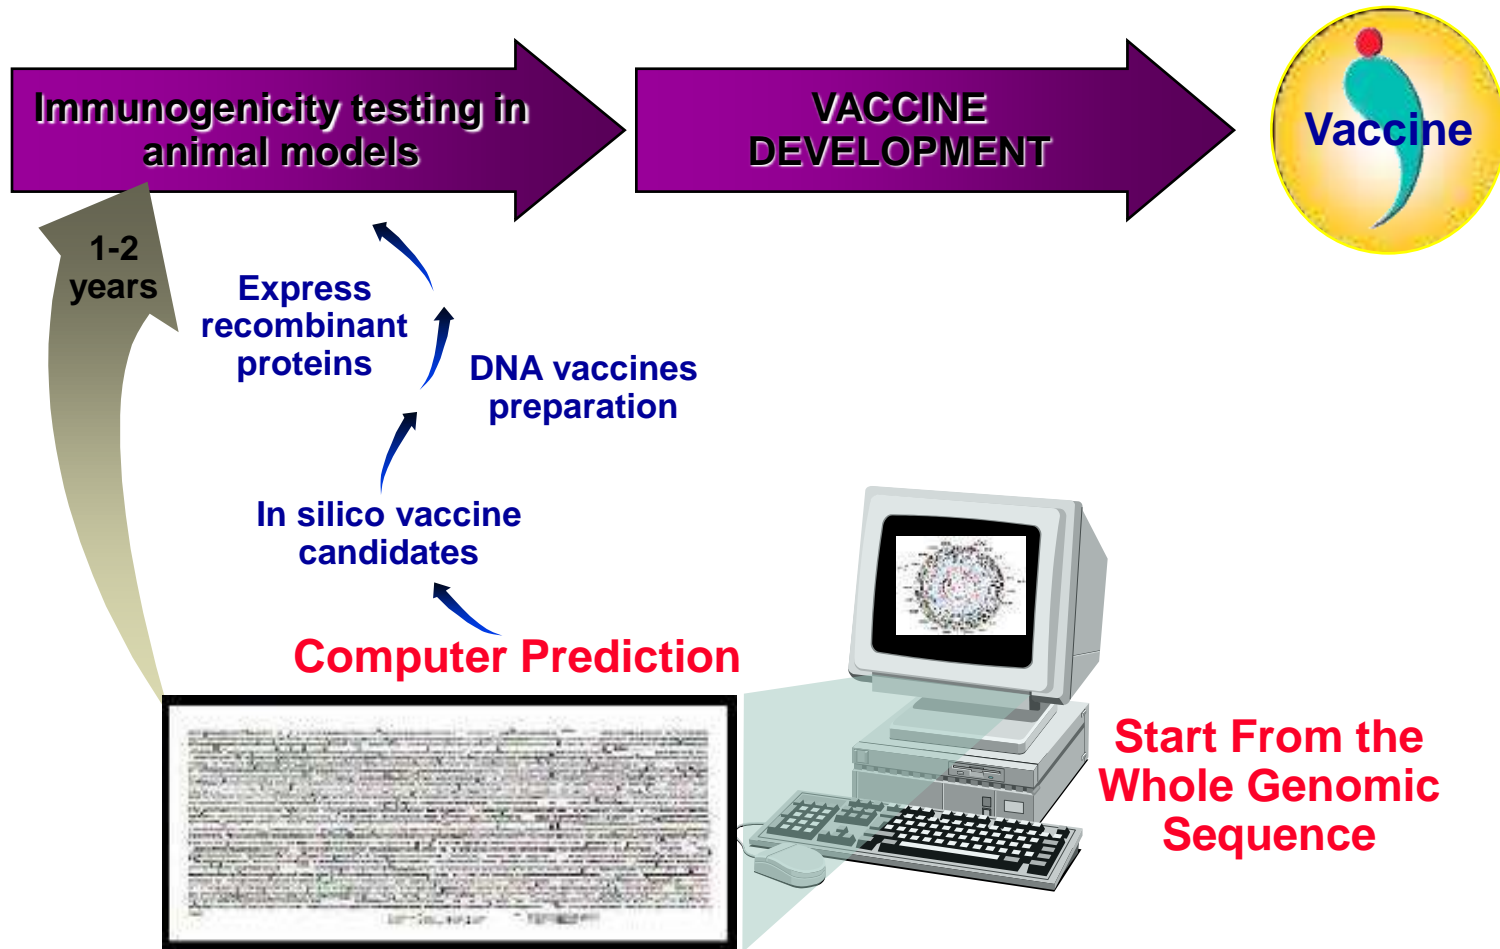 Immunogenicity testing in
animal models
VACCINE
DEVELOPMENT
Vaccine
1-2
years
Express
recombinant
proteins
DNA vaccines
preparation
In silico vaccine
candidates
Computer Prediction
Start From the
Whole Genomic
Sequence